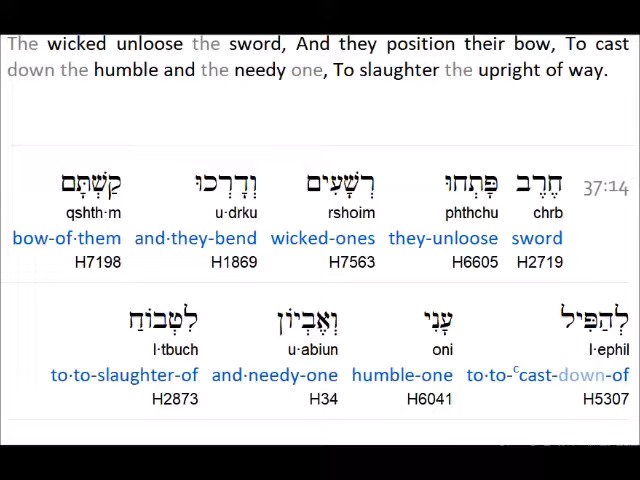 The wicked unloose the sword, And they position their bow, To cast
down the humble and the needy one, To slaughter the upright of way.
37:14 חֶרֶב פָּתְחוּ רְשָׁעִים וְדָרְכוּ קַשְׁתָּם
qshth·m u·drku rshoim phthchu chrb
bow-of·them and·they-bend wicked-ones they-unloose sword
H7198 H1869 H7563 H6605 H2719
לְהַפִּיל עָנִי וְאֶבְיוֹן לִטְבוֹחַ
l·tbuch u·abiun oni l·ephil
to·to-slaughter-of and·needy-one humble-one to·to-ᶜcast-down-of
H2873 H34 H6041 H5307